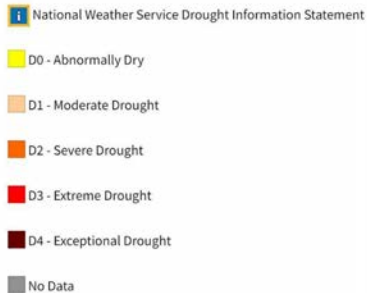 i National Weather Service Drought Information Statement
D0 - Abnormally Dry
D1 - Moderate Drought
D2 - Severe Drought
D3 - Extreme Drought
D4 - Exceptional Drought
No Data